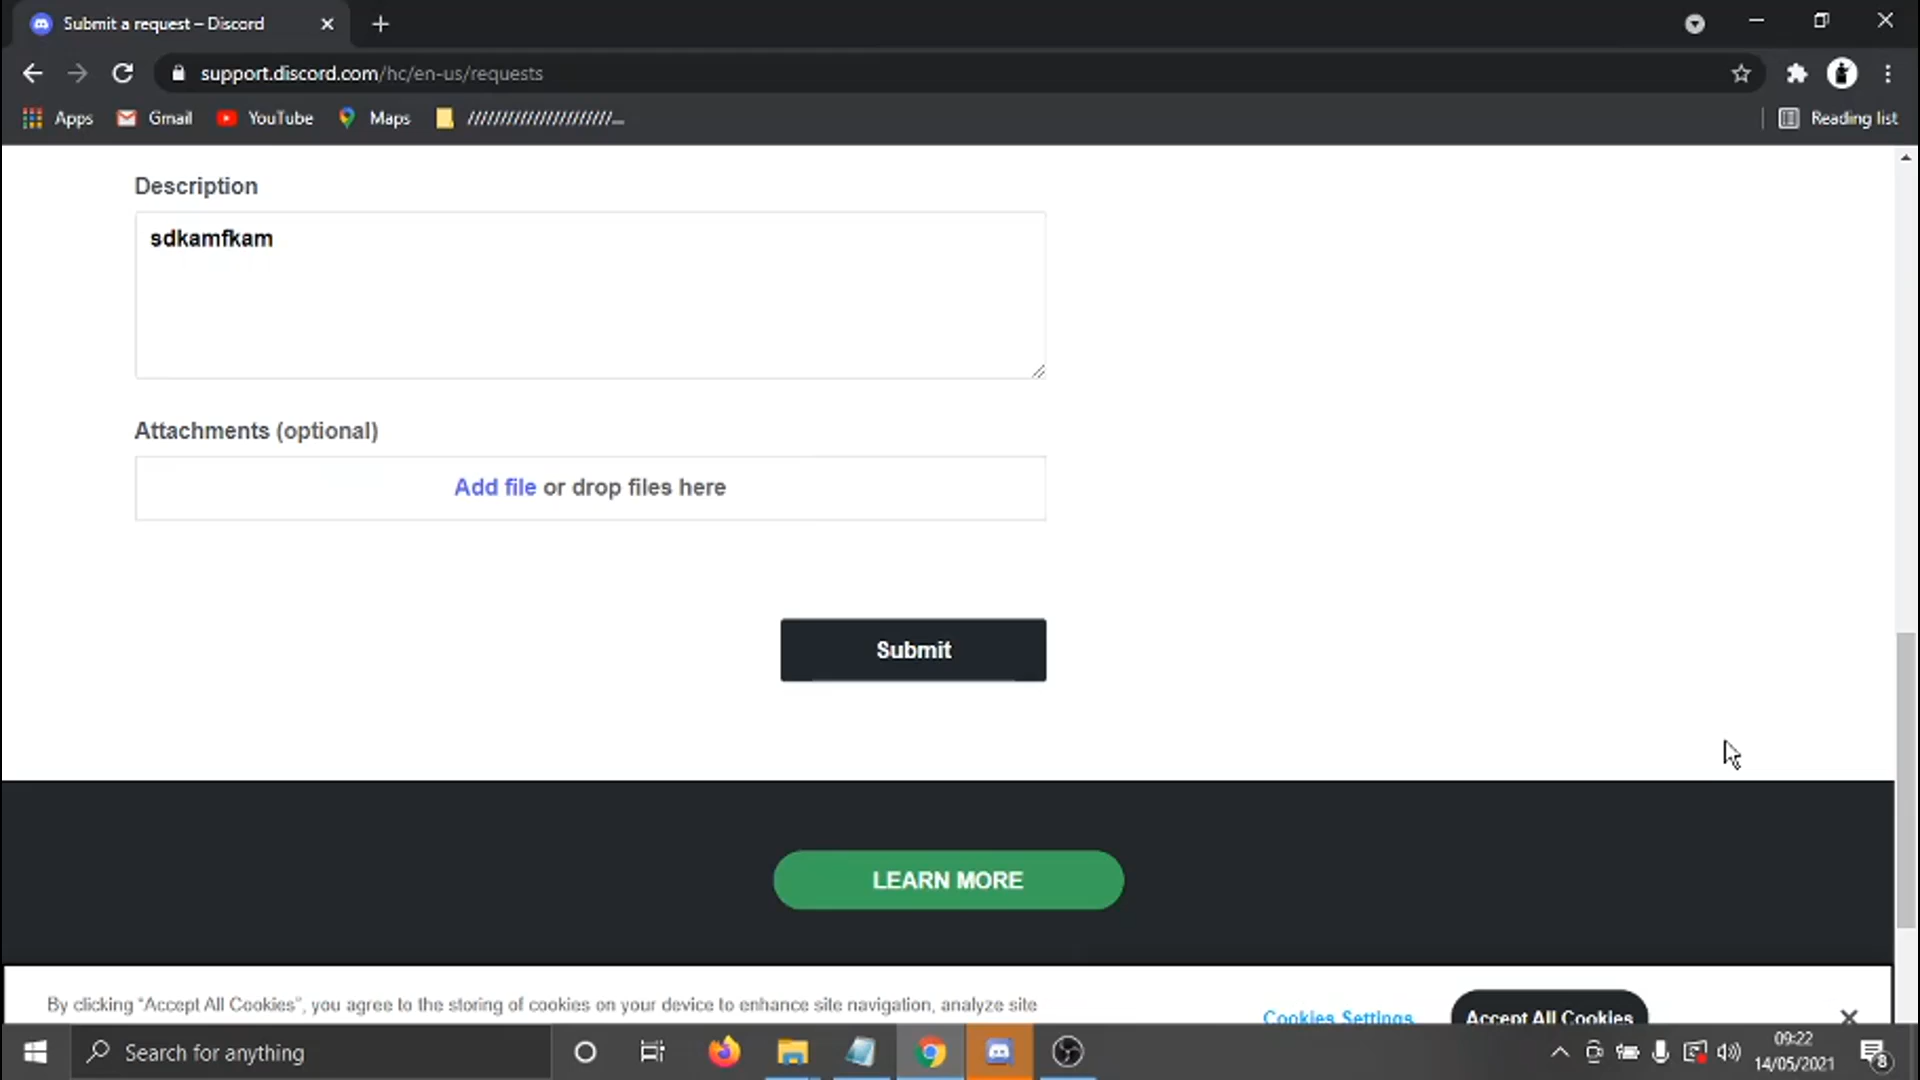 Submit a request – Discord
support.discord.com/hc/en-us/requests
Apps
Gmail
YouTube
Maps
///////////////////////...
Reading list
Description
sdkamfkam
Attachments (optional)
Add file or drop files here
Submit
LEARN MORE
By clicking "Accept All Cookies", you agree to the storing of cookies on your device to enhance site navigation, analyze site
Cookies Settings
Accept All Cookies
Search for anything
09:22
14/05/2021
8